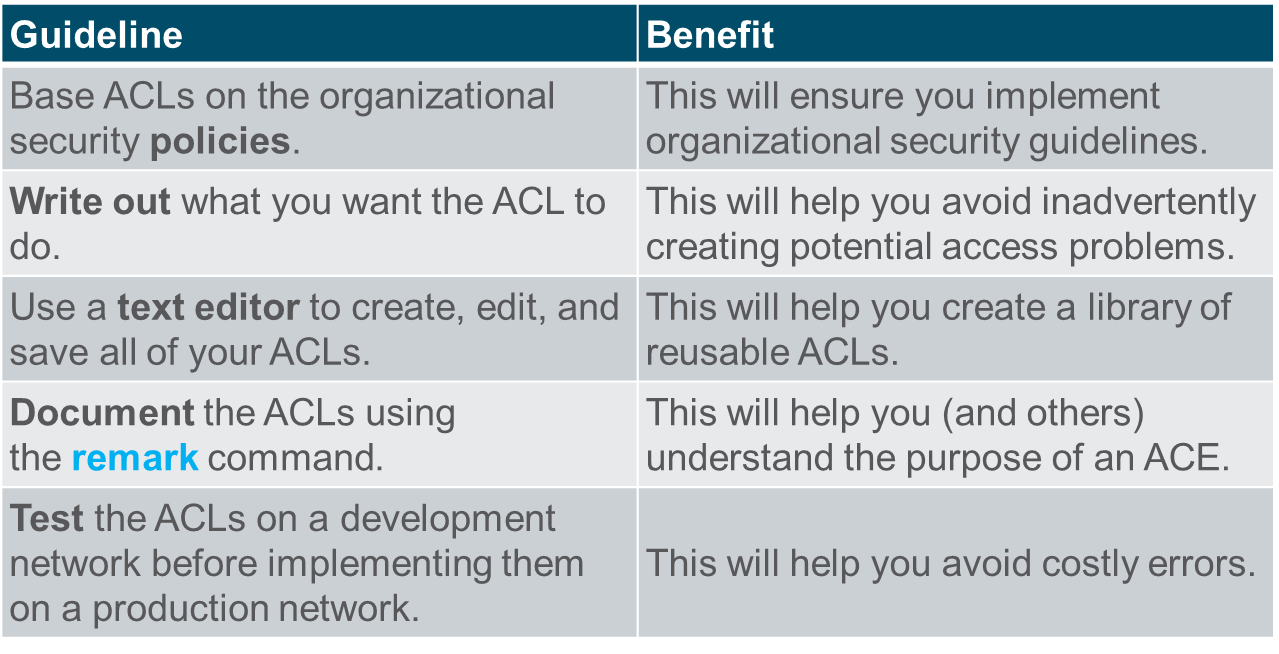 Guideline
Benefit
Base ACLs on the organizational
security policies.
This will ensure you implement
organizational security guidelines.
Write out what you want the ACL to
do.
This will help you avoid inadvertently
creating potential access problems.
Use a text editor to create, edit, and
save all of your ACLs.
This will help you create a library of
reusable ACLs.
Document the ACLs using
the remark command.
This will help you (and others)
understand the purpose of an ACE.
Test the ACLs on a development
network before implementing them
on a production network.
This will help you avoid costly errors.